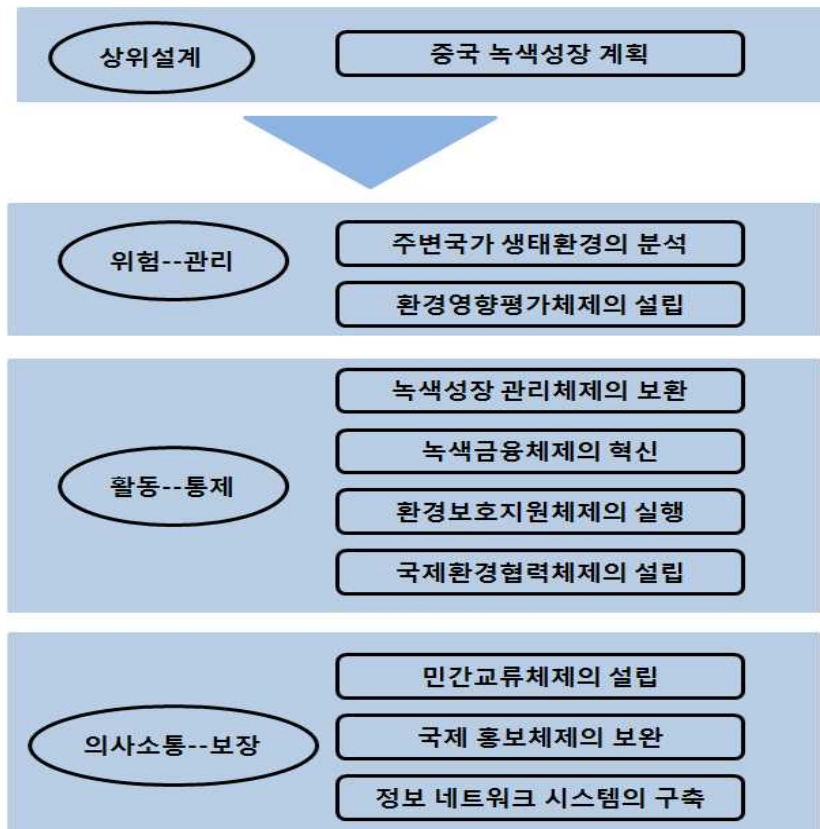 상위설계
중국 녹색성장 계획
위험--관리
주변국가 생태환경의 분석
환경영향평가체제의 설립
활동--통제
녹색성장 관리체제의 보환
녹색금융체제의 혁신
환경보호지원체제의 실행
국제환경협력체제의 설립
의사소통--보장
민간교류체제의 설립
국제 홍보체제의 보완
정보 네트워크 시스템의 구축